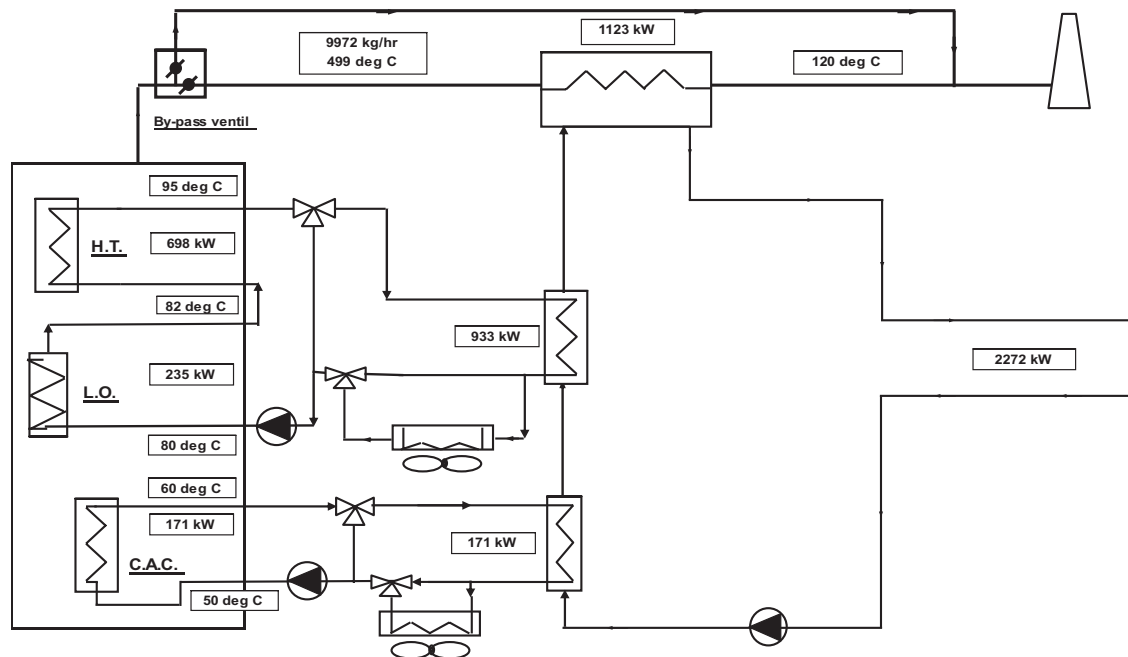 1123 kW
9972 kg/hr
499 deg C
120 deg C
By-pass ventil
95 deg C
H.T.
698 kW
82 deg C
933 kW
2272 kW
235 kW
L.O.
80 deg C
60 deg C
171 kW
171 kW
C.A.C.
50 deg C